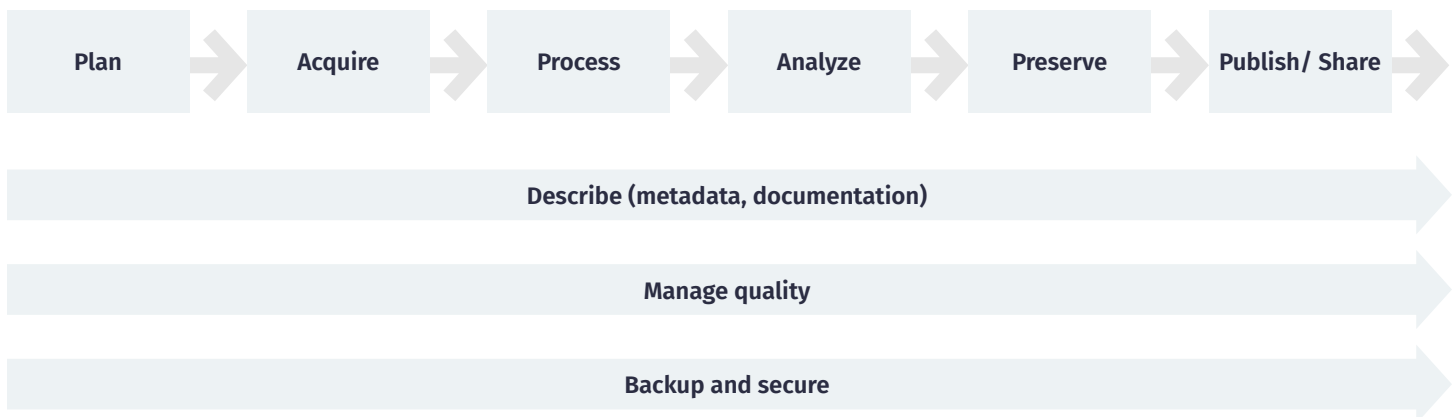 Plan
Acquire
Process
Analyze
Preserve
Publish/ Share
Describe (metadata, documentation)
Manage quality
Backup and secure